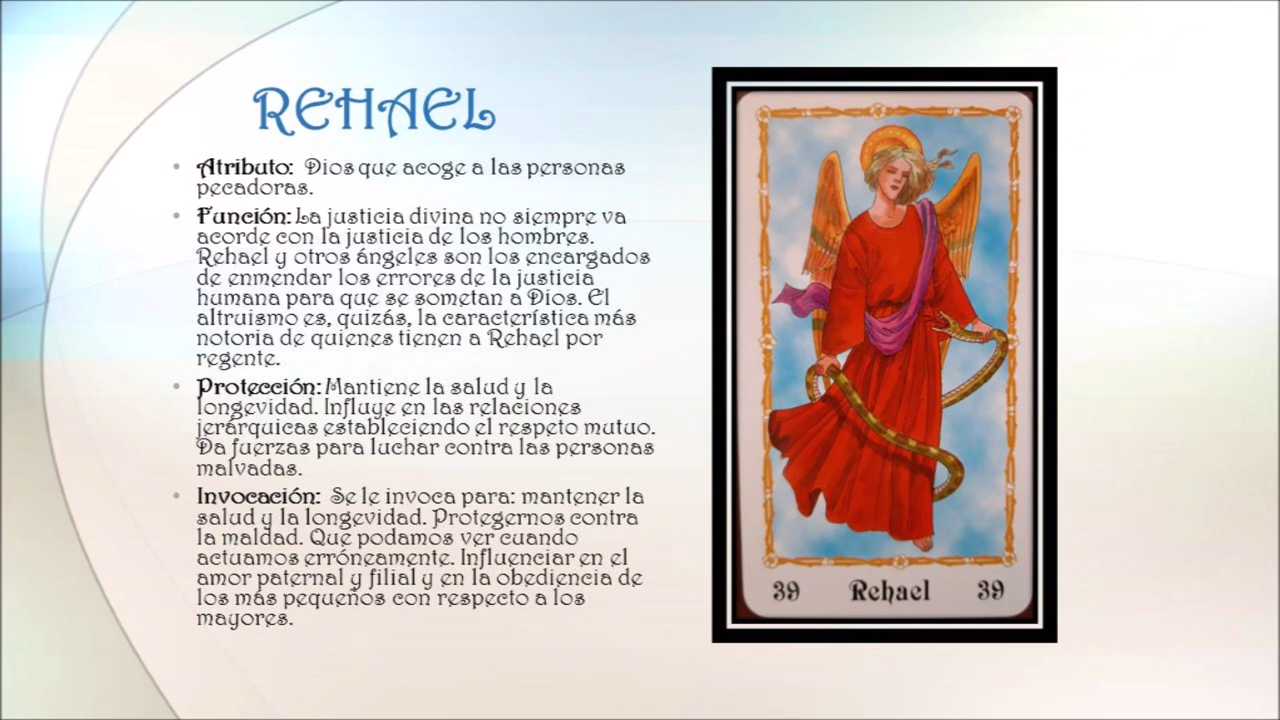 REHAEL
• Atributo: Dios que acoge a las personas
pecadoras.
• Función: La justicia divina no siempre va
acorde con la justicia de los hombres.
Rehael y otros ángeles son los encargados
de enmendar los errores de la justicia
humana para que se sometan a Dios. El
altruismo es, quizás, la característica más
notoria de quienes tienen a Rehael por
regente.
• Protección: Mantiene la salud y la
longevidad. Influye en las relaciones
jerárquicas estableciendo el respeto mutuo.
Da fuerzas para luchar contra las personas
malvadas.
• Invocación: Se le invoca para: mantener la
salud y la longevidad. Protegernos contra
la maldad. Que podamos ver cuando
actuamos erróneamente. Influenciar en el
amor paternal y filial y en la obediencia de
los más pequeños con respecto a los
mayores.
39 Rehael 39